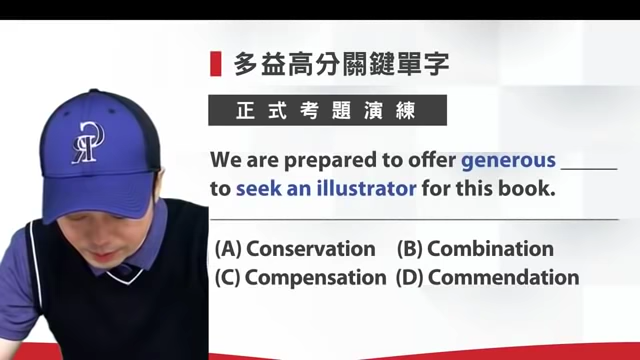 多益高分關鍵單字
正式考題演練
We are prepared to offer generous _____
to seek an illustrator for this book.
(A) Conservation (B) Combination
(C) Compensation (D) Commendation